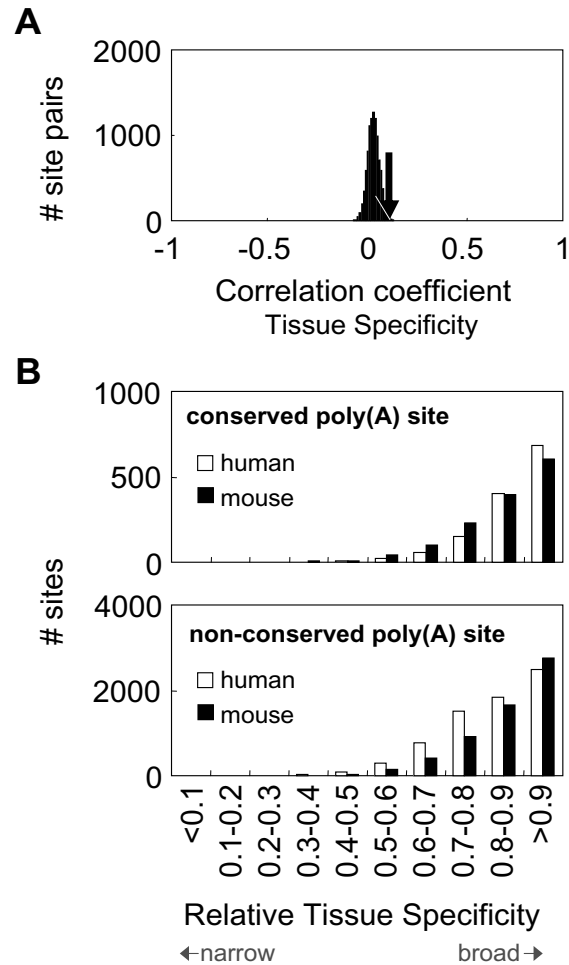 A
# site pairs
2000
1000
0
-1 -0.5 0 0.5 1
Correlation coefficient
Tissue Specificity
B
# sites
1000
500
0
conserved poly(A) site
human
mouse
4000
2000
0
non-conserved poly(A) site
human
mouse
<0.1
0.1-0.2
0.2-0.3
0.3-0.4
0.4-0.5
0.5-0.6
0.6-0.7
0.7-0.8
0.8-0.9
>0.9
Relative Tissue Specificity
←narrow broad→